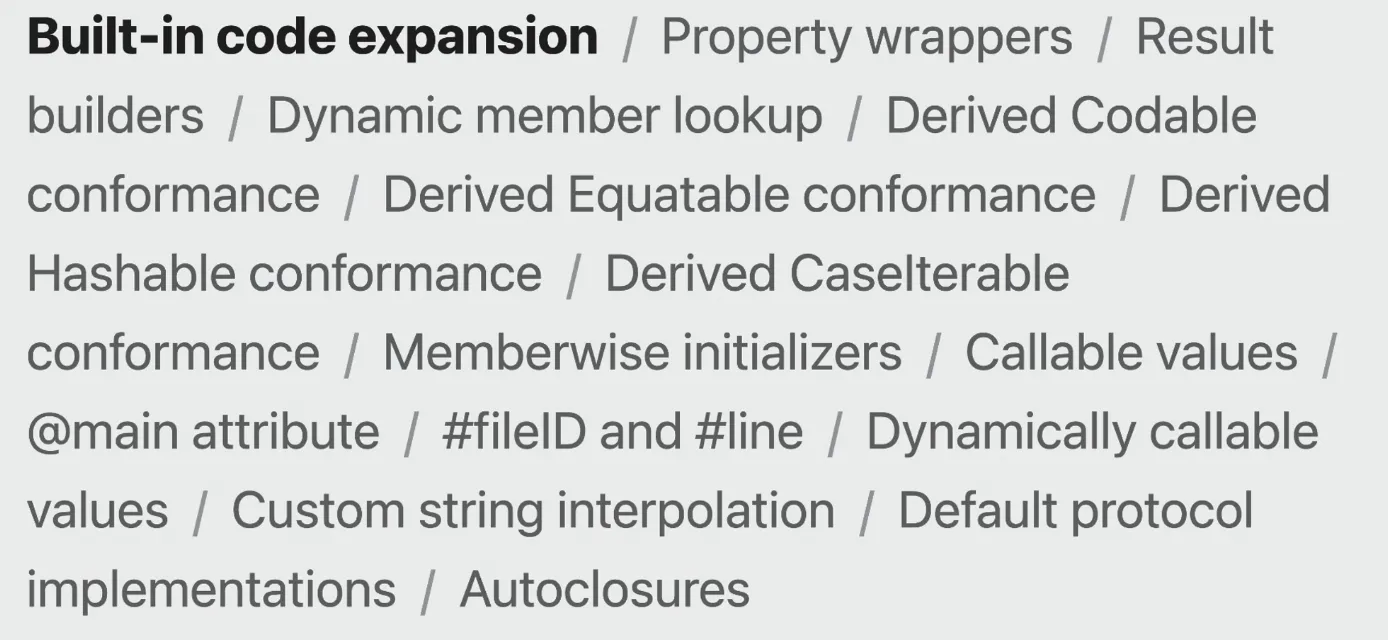 Built-in code expansion / Property wrappers / Result
builders / Dynamic member lookup / Derived Codable
conformance / Derived Equatable conformance / Derived
Hashable conformance / Derived CaseIterable
conformance / Memberwise initializers / Callable values /
@main attribute / #fileID and #line / Dynamically callable
values / Custom string interpolation / Default protocol
implementations / Autoclosures